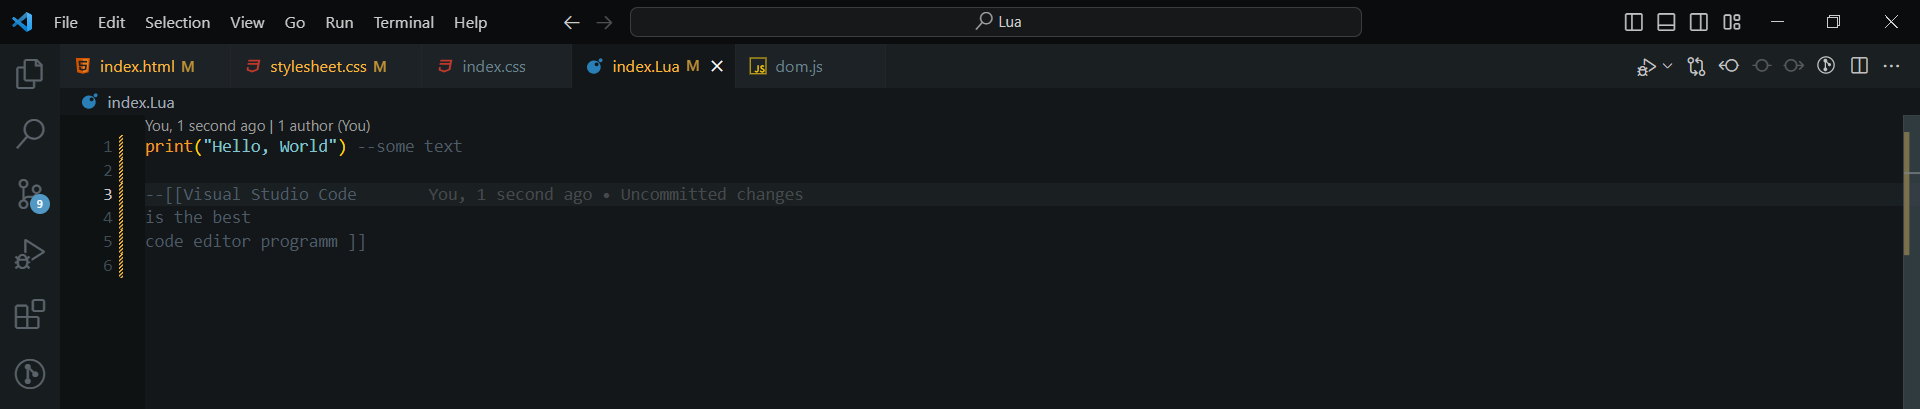 File Edit Selection View Go Run Terminal Help Lua
index.html M stylesheet.css M index.css index.Lua M JS dom.js
index.Lua
You, 1 second ago | 1 author (You)
1 print("Hello, World") --some text
2
3 --[[Visual Studio Code You, 1 second ago • Uncommitted changes
4 is the best
5 code editor programm ]]
6
9